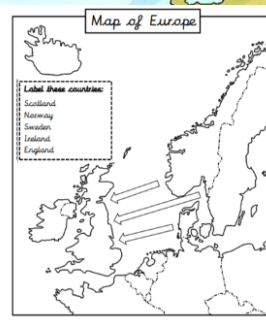 Map of Europe
Label these countries:
Scotland
Norway
Sweden
Ireland
England